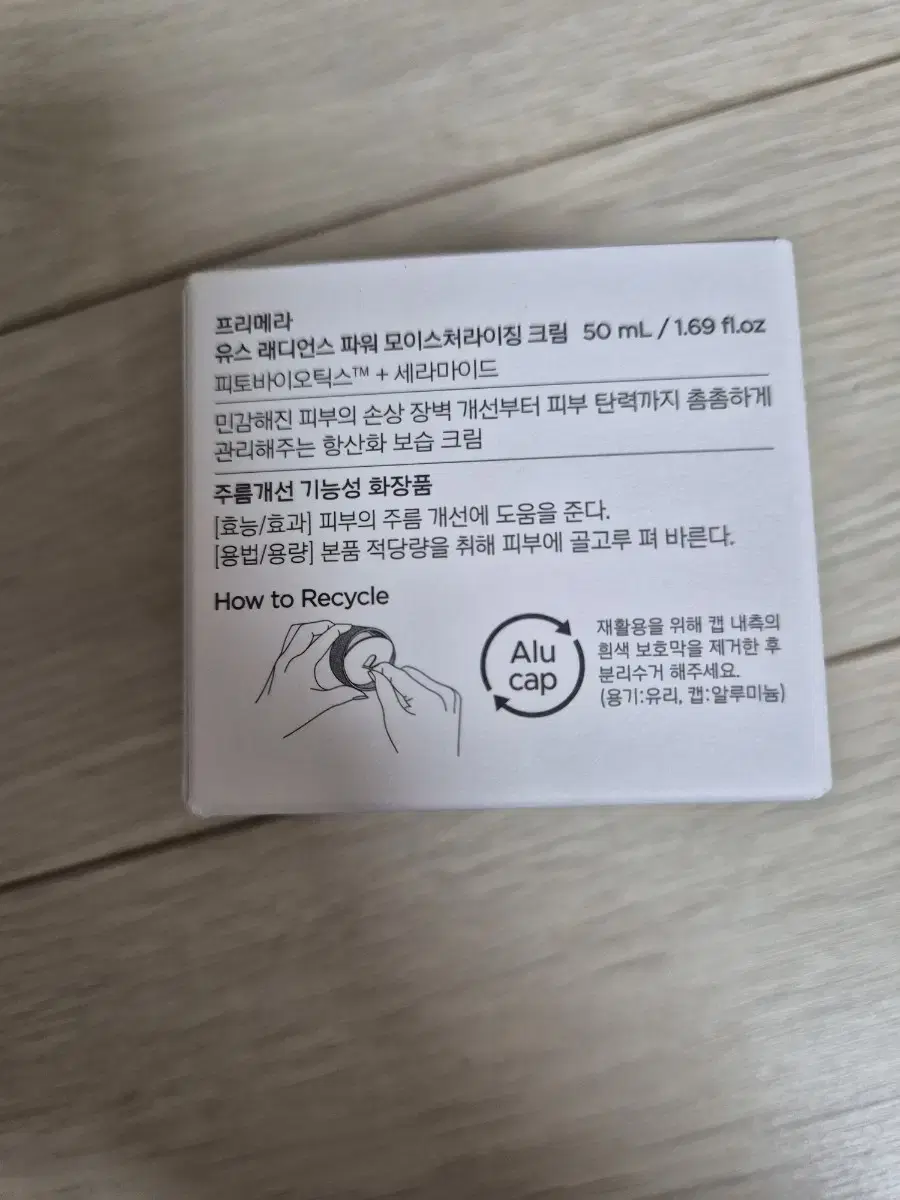 프리메라
유스 래디언스 파워 모이스처라이징 크림 50 mL / 1.69 fl.oz
피토바이오틱스™ + 세라마이드
민감해진 피부의 손상 장벽 개선부터 피부 탄력까지 촘촘하게
관리해주는 항산화 보습 크림
주름개선 기능성 화장품
[효능/효과] 피부의 주름 개선에 도움을 준다.
[용법/용량] 본품 적당량을 취해 피부에 골고루 펴 바른다.
How to Recycle
Alu
cap
재활용을 위해 캡 내측의
흰색 보호막을 제거한 후
분리수거 해주세요.
(용기:유리, 캡:알루미늄)